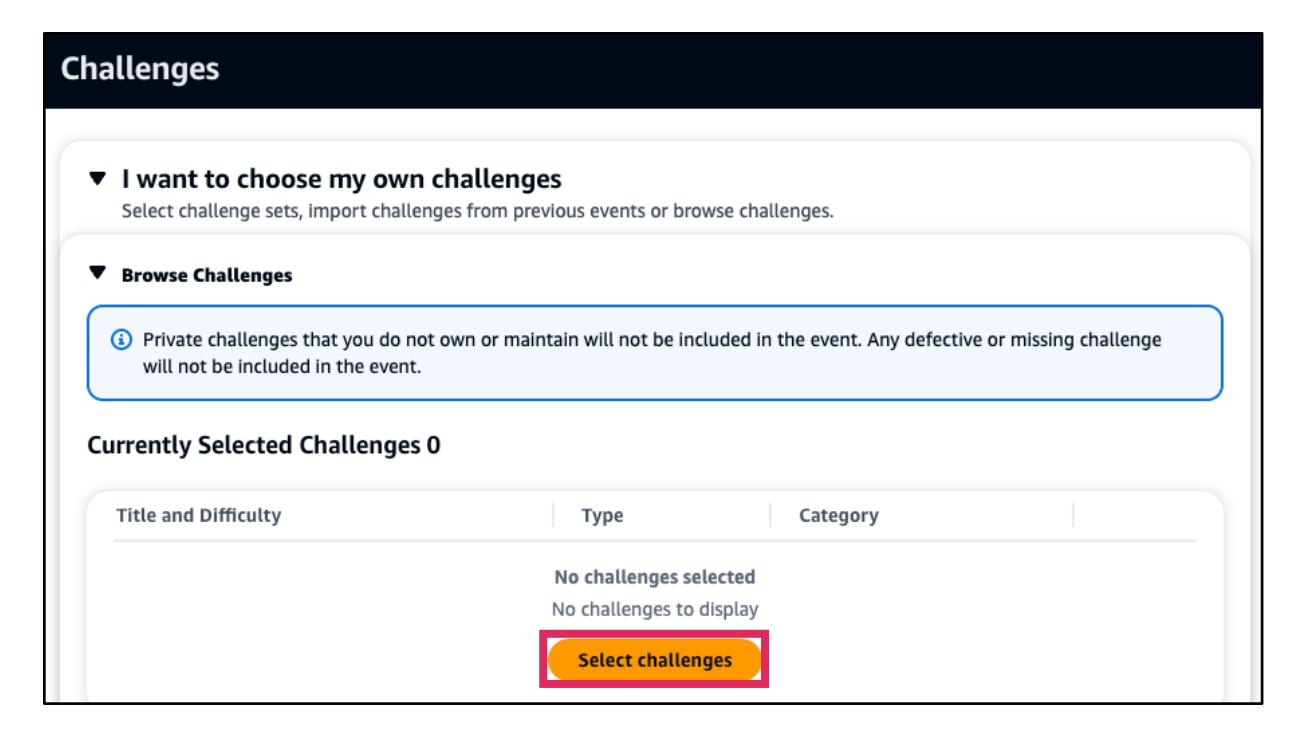 Challenges
I want to choose my own challenges
Select challenge sets, import challenges from previous events or browse challenges.
Browse Challenges
Private challenges that you do not own or maintain will not be included in the event. Any defective or missing challenge
will not be included in the event.
Currently Selected Challenges 0
Title and Difficulty Type Category
No challenges selected
No challenges to display
Select challenges